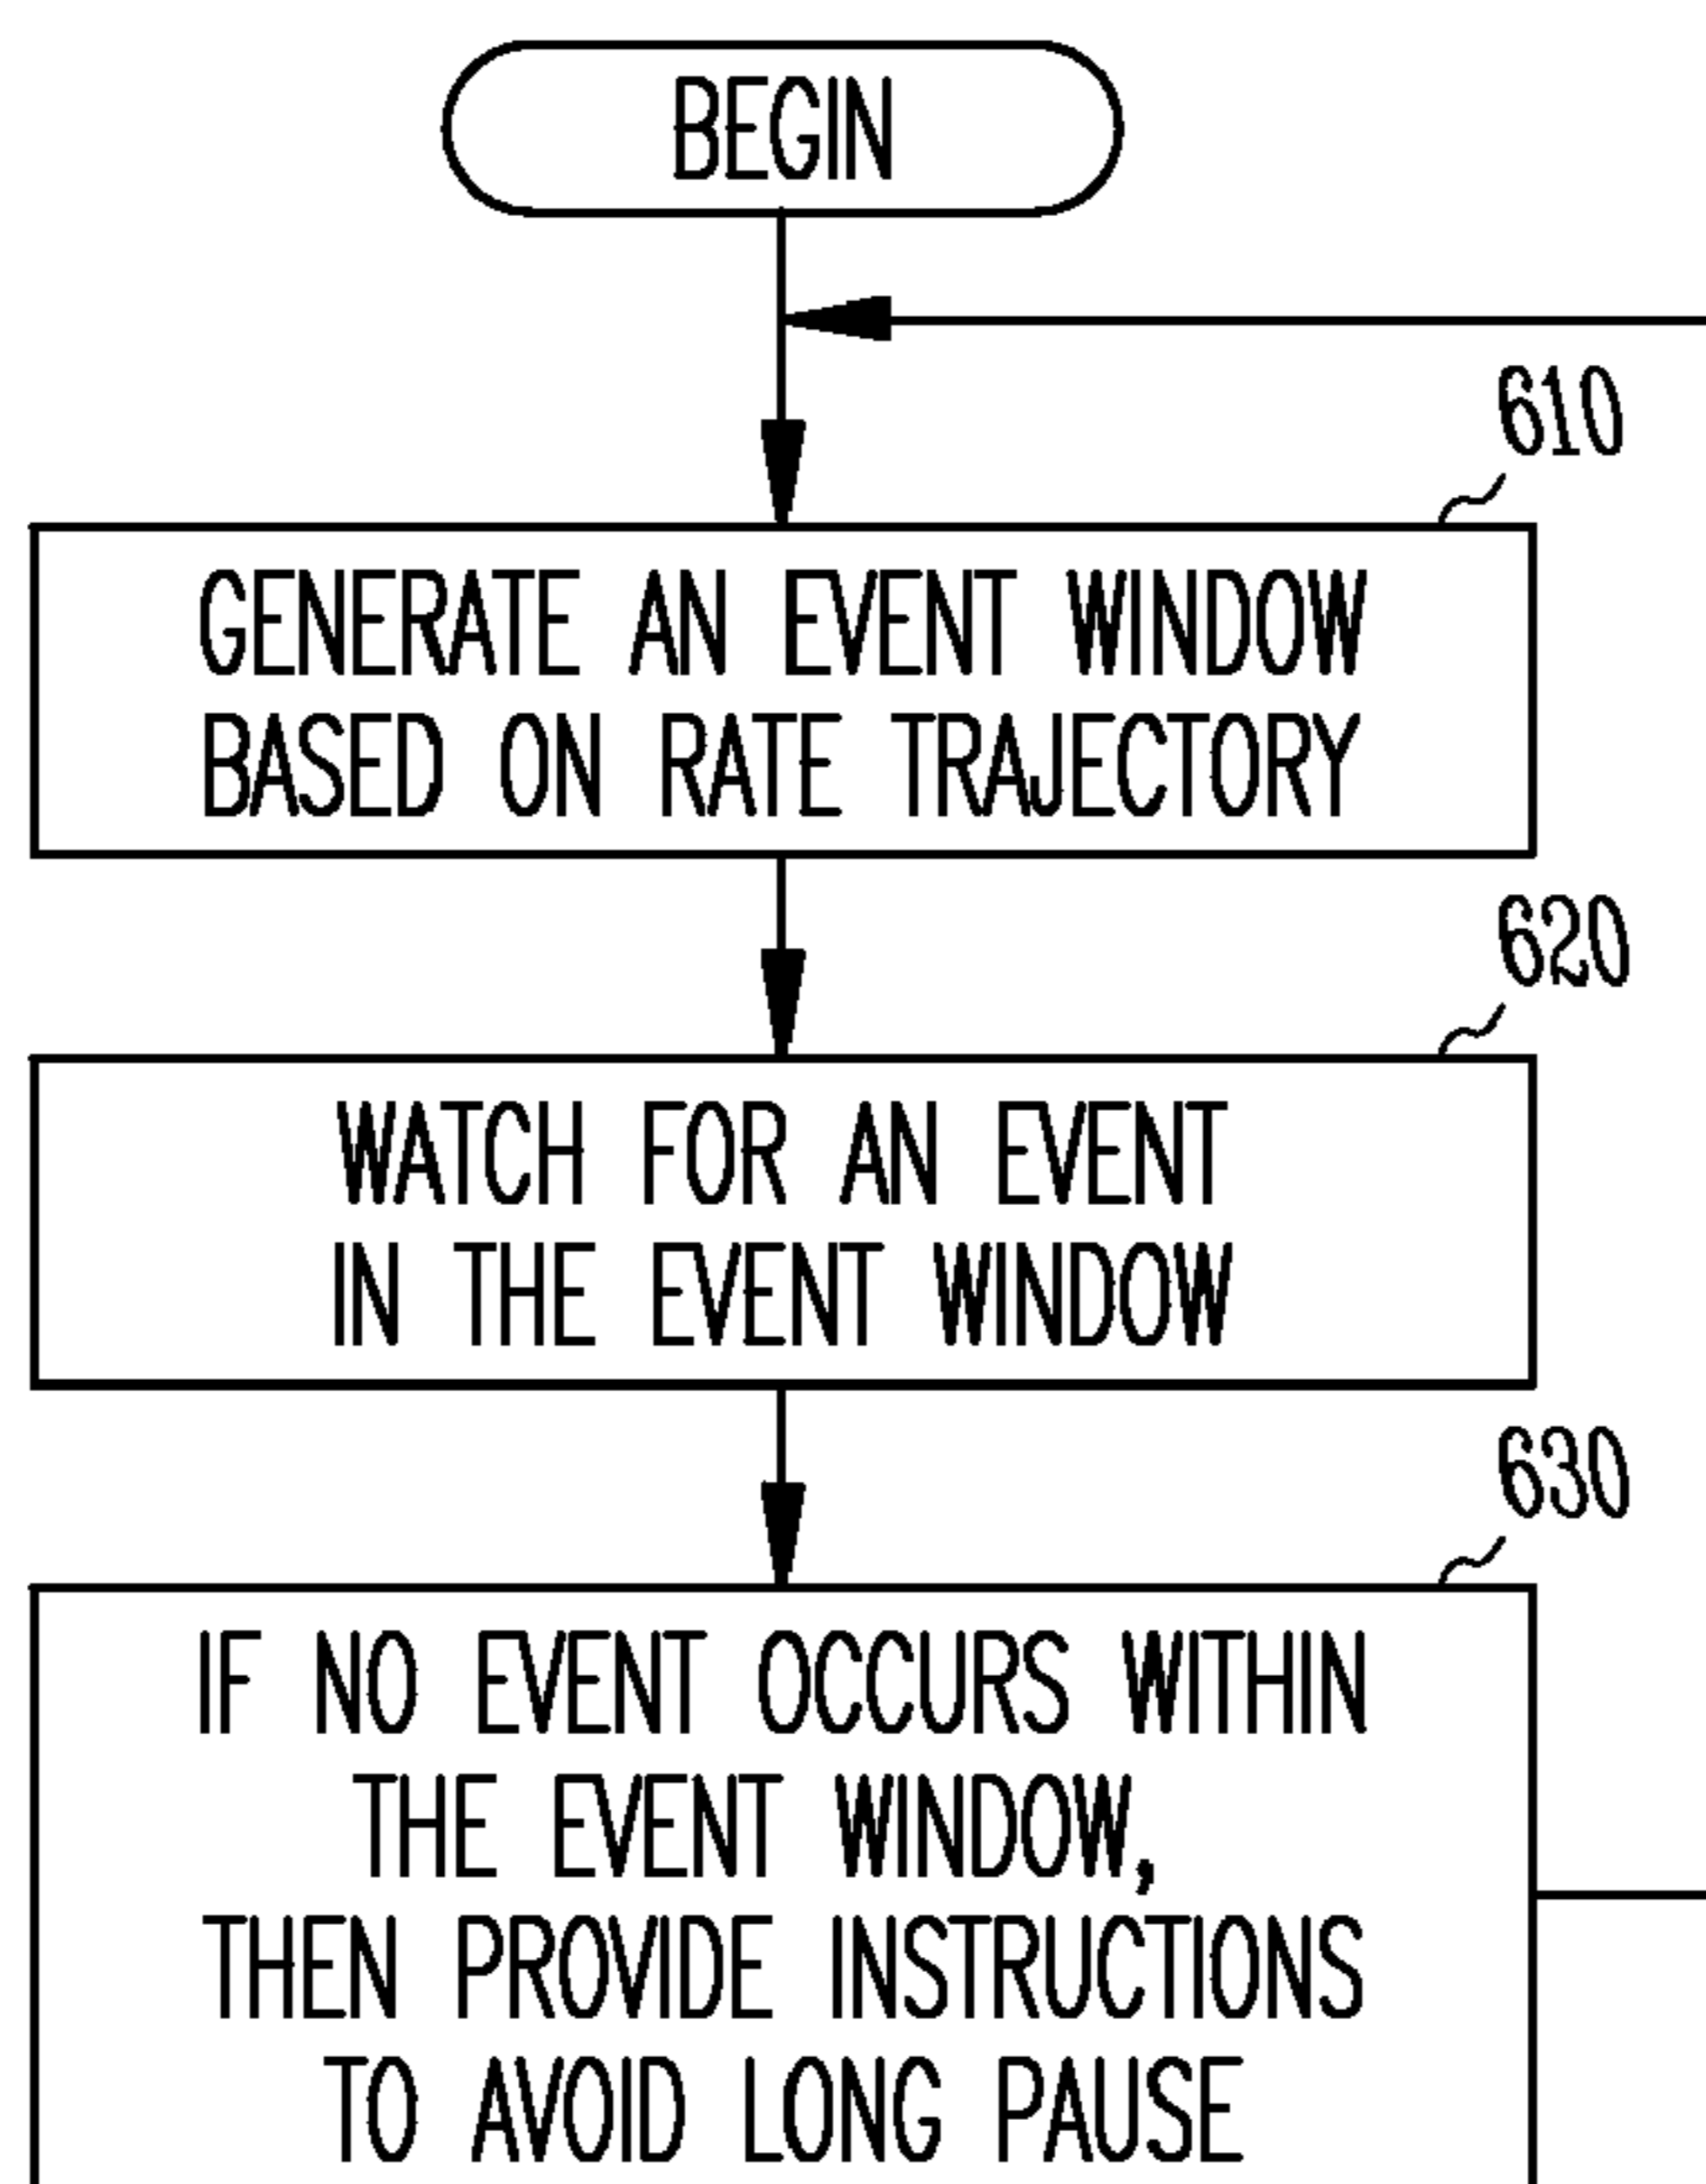 BEGIN
610
GENERATE AN EVENT WINDOW
BASED ON RATE TRAJECTORY
620
WATCH FOR AN EVENT
IN THE EVENT WINDOW
630
IF NO EVENT OCCURS WITHIN
THE EVENT WINDOW,
THEN PROVIDE INSTRUCTIONS
TO AVOID LONG PAUSE